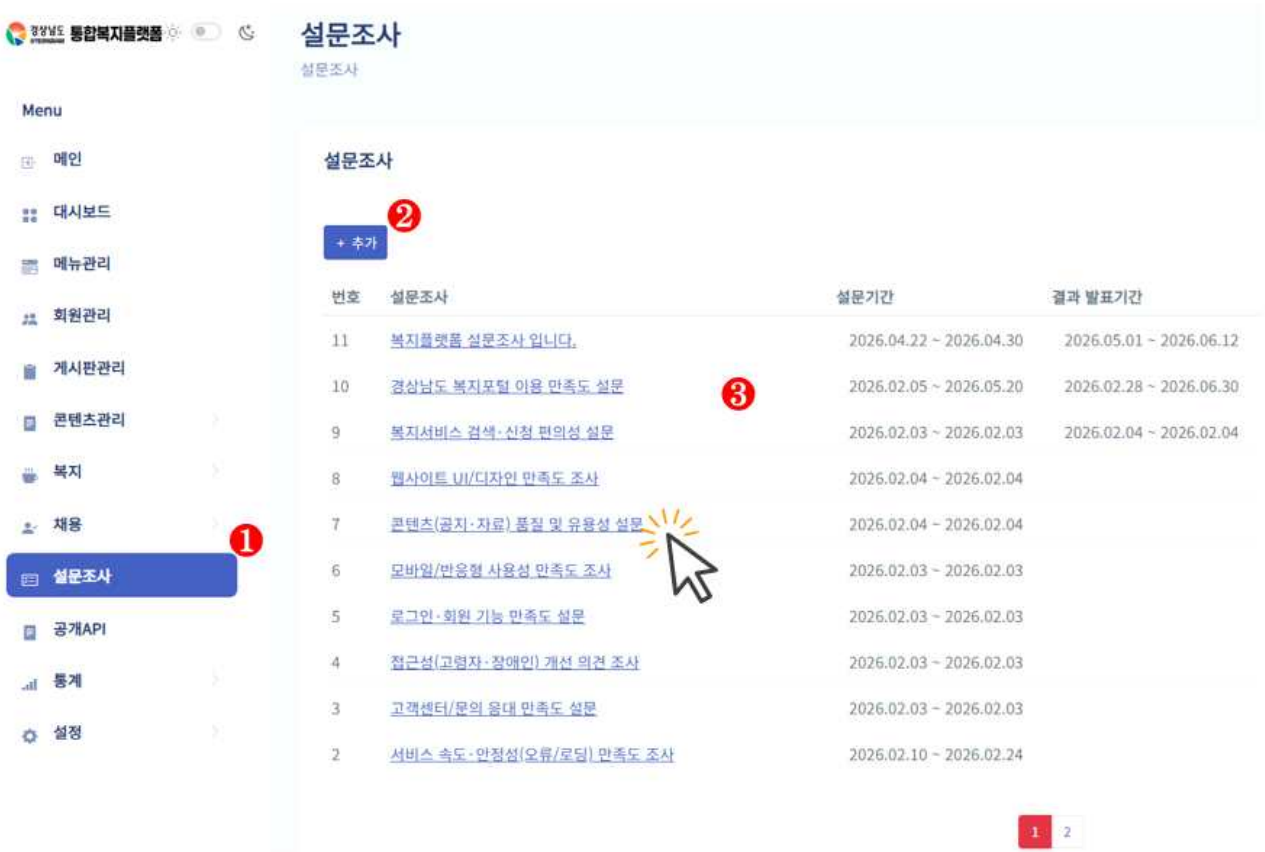 경상남도 통합복지플랫폼
설문조사
설문조사
Menu
메인
대시보드
메뉴관리
회원관리
게시판관리
콘텐츠관리
복지
채용
❶
설문조사
공개API
통계
설정
설문조사
❷
+ 추가
번호 설문조사 설문기간 결과 발표기간
11 복지플랫폼 설문조사 입니다. 2026.04.22 ~ 2026.04.30 2026.05.01 ~ 2026.06.12
10 경상남도 복지포털 이용 만족도 설문 ❸ 2026.02.05 ~ 2026.05.20 2026.02.28 ~ 2026.06.30
9 복지서비스 검색·신청 편의성 설문 2026.02.03 ~ 2026.02.03 2026.02.04 ~ 2026.02.04
8 웹사이트 UI/디자인 만족도 조사 2026.02.04 ~ 2026.02.04
7 콘텐츠(공지·자료) 품질 및 유용성 설문 2026.02.04 ~ 2026.02.04
6 모바일/반응형 사용성 만족도 조사 2026.02.03 ~ 2026.02.03
5 로그인·회원 기능 만족도 설문 2026.02.03 ~ 2026.02.03
4 접근성(고령자·장애인) 개선 의견 조사 2026.02.03 ~ 2026.02.03
3 고객센터/문의 응대 만족도 설문 2026.02.03 ~ 2026.02.03
2 서비스 속도·안정성(오류/로딩) 만족도 조사 2026.02.10 ~ 2026.02.24
1 2